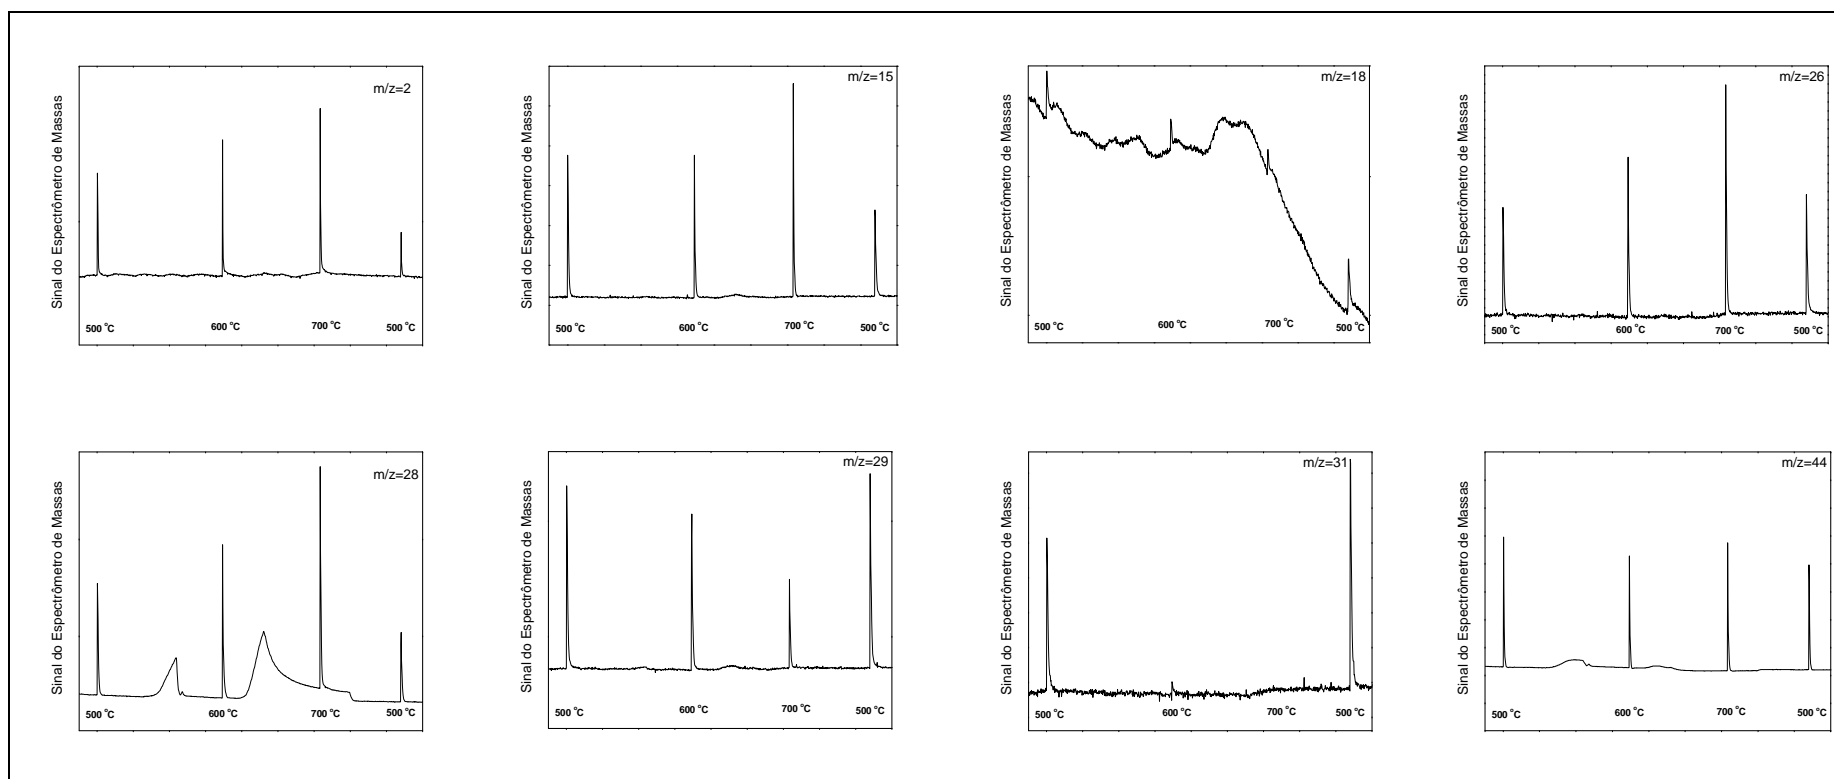 Sinal do Espectrômetro de Massas
m/z=2
500 °C 600 °C 700 °C 500 °C
Sinal do Espectrômetro de Massas
m/z=15
500 °C 600 °C 700 °C 500 °C
Sinal do Espectrômetro de Massas
m/z=18
500 °C 600 °C 700 °C 500 °C
Sinal do Espectrômetro de Massas
m/z=26
500 °C 600 °C 700 °C 500 °C
Sinal do Espectrômetro de Massas
m/z=28
500 °C 600 °C 700 °C 500 °C
Sinal do Espectrômetro de Massas
m/z=29
500 °C 600 °C 700 °C 500 °C
Sinal do Espectrômetro de Massas
m/z=31
500 °C 600 °C 700 °C 500 °C
Sinal do Espectrômetro de Massas
m/z=44
500 °C 600 °C 700 °C 500 °C